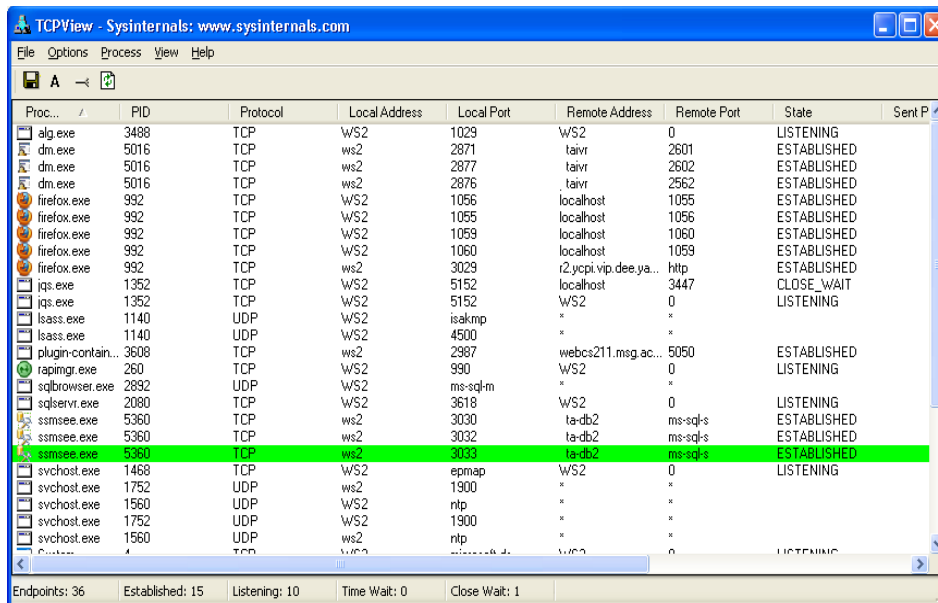 TCPView - Sysinternals: www.sysinternals.com
File Options Process View Help
A
Proc... PID Protocol Local Address Local Port Remote Address Remote Port State Sent P
alg.exe 3488 TCP WS2 1029 WS2 0 LISTENING
dm.exe 5016 TCP ws2 2871 taivr 2601 ESTABLISHED
dm.exe 5016 TCP ws2 2877 taivr 2602 ESTABLISHED
dm.exe 5016 TCP ws2 2876 taivr 2562 ESTABLISHED
firefox.exe 992 TCP WS2 1056 localhost 1055 ESTABLISHED
firefox.exe 992 TCP WS2 1055 localhost 1056 ESTABLISHED
firefox.exe 992 TCP WS2 1059 localhost 1060 ESTABLISHED
firefox.exe 992 TCP WS2 1060 localhost 1059 ESTABLISHED
firefox.exe 992 TCP ws2 3029 r2.ycpi.vip.dee.ya... http ESTABLISHED
jqs.exe 1352 TCP WS2 5152 localhost 3447 CLOSE_WAIT
jqs.exe 1352 TCP WS2 5152 WS2 0 LISTENING
lsass.exe 1140 UDP WS2 isakmp * *
lsass.exe 1140 UDP WS2 4500 * *
plugin-contain... 3608 TCP ws2 2987 webcs211.msg.ac... 5050 ESTABLISHED
rapimgr.exe 260 TCP WS2 990 WS2 0 LISTENING
sqlbrowser.exe 2892 UDP WS2 ms-sql-m * *
sqlservr.exe 2080 TCP WS2 3618 WS2 0 LISTENING
ssmsee.exe 5360 TCP ws2 3030 ta-db2 ms-sql-s ESTABLISHED
ssmsee.exe 5360 TCP ws2 3032 ta-db2 ms-sql-s ESTABLISHED
ssmsee.exe 5360 TCP ws2 3033 ta-db2 ms-sql-s ESTABLISHED
svchost.exe 1468 TCP WS2 epmap WS2 0 LISTENING
svchost.exe 1752 UDP ws2 1900 * *
svchost.exe 1560 UDP WS2 ntp * *
svchost.exe 1752 UDP WS2 1900 * *
svchost.exe 1560 UDP ws2 ntp * *
System 4 TCP WS2 microsoft-ds WS2 0 LISTENING
Endpoints: 36 Established: 15 Listening: 10 Time Wait: 0 Close Wait: 1